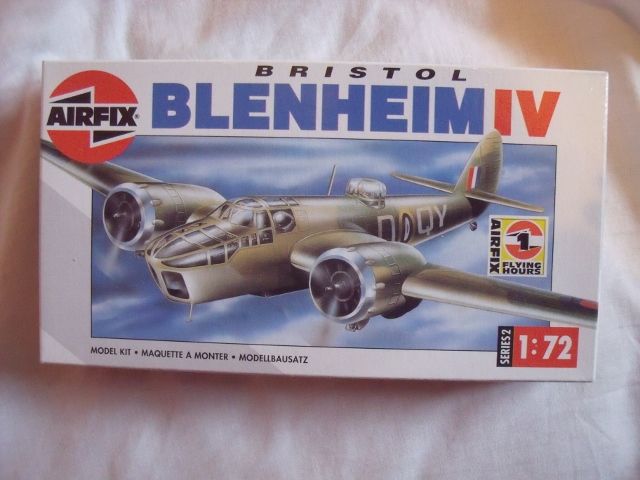 BRISTOL
AIRFIX®
BLENHEIM IV
D QY
1
AIRFIX
FLYING
HOURS
MODEL KIT • MAQUETTE A MONTER • MODELLBAUSATZ
SERIES 2
1:72